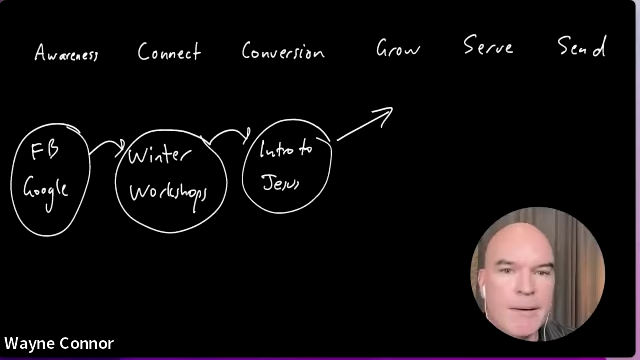 Awareness Connect Conversion Grow Serve Send
FB
Google
Winter
Workshops
Intro to
Jesus
Wayne Connor